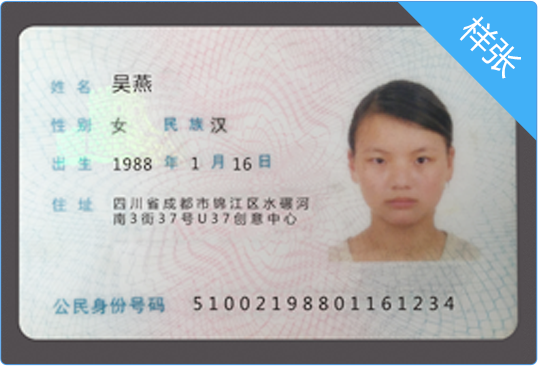 样张
姓名 吴燕
性别 女 民族 汉
出生 1988 年 1 月 16 日
住址 四川省成都市锦江区水碾河
南3街37号U37创意中心
公民身份号码 51002198801161234